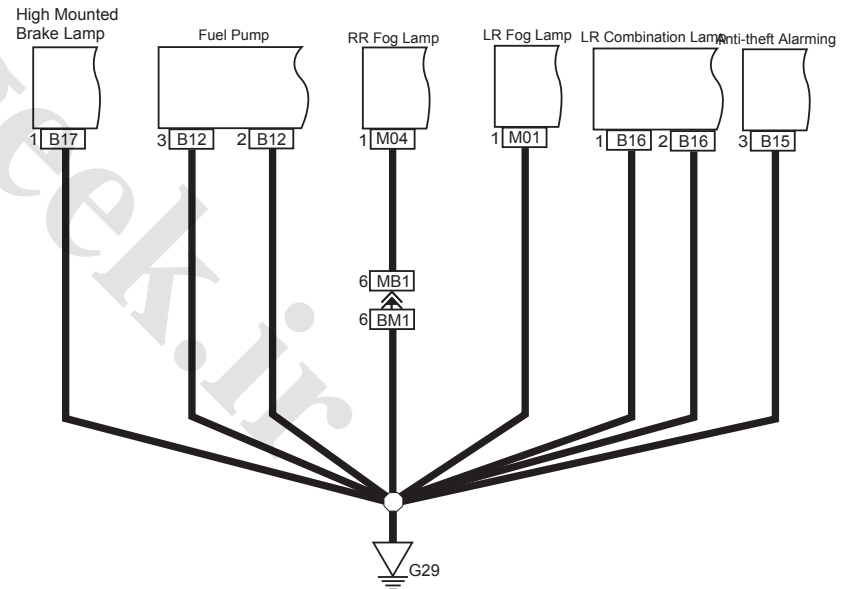 High Mounted
Brake Lamp
Fuel Pump
RR Fog Lamp
LR Fog Lamp
LR Combination Lamp
Anti-theft Alarming
1 B17
3 B12
2 B12
1 M04
1 M01
1 B16
2 B16
3 B15
6 MB1
6 BM1
G29
eek.ir